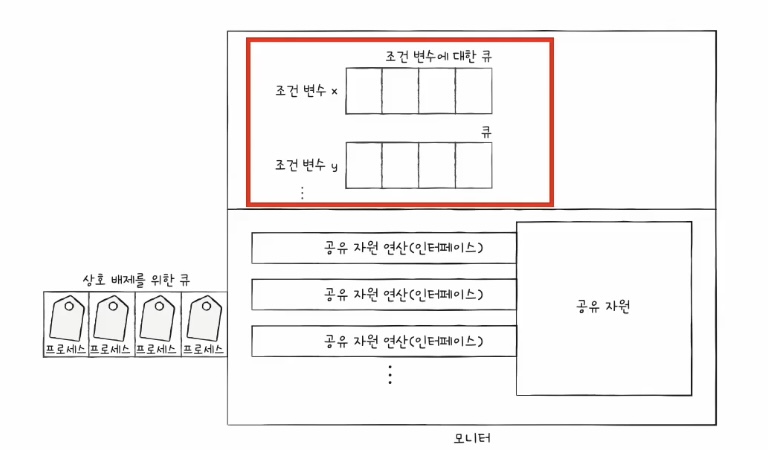 조건 변수에 대한 큐
조건 변수 x
큐
조건 변수 y
공유 자원 연산(인터페이스)
상호 배제를 위한 큐
공유 자원 연산(인터페이스)
공유 자원
프로세스 프로세스 프로세스 프로세스
공유 자원 연산(인터페이스)
모니터